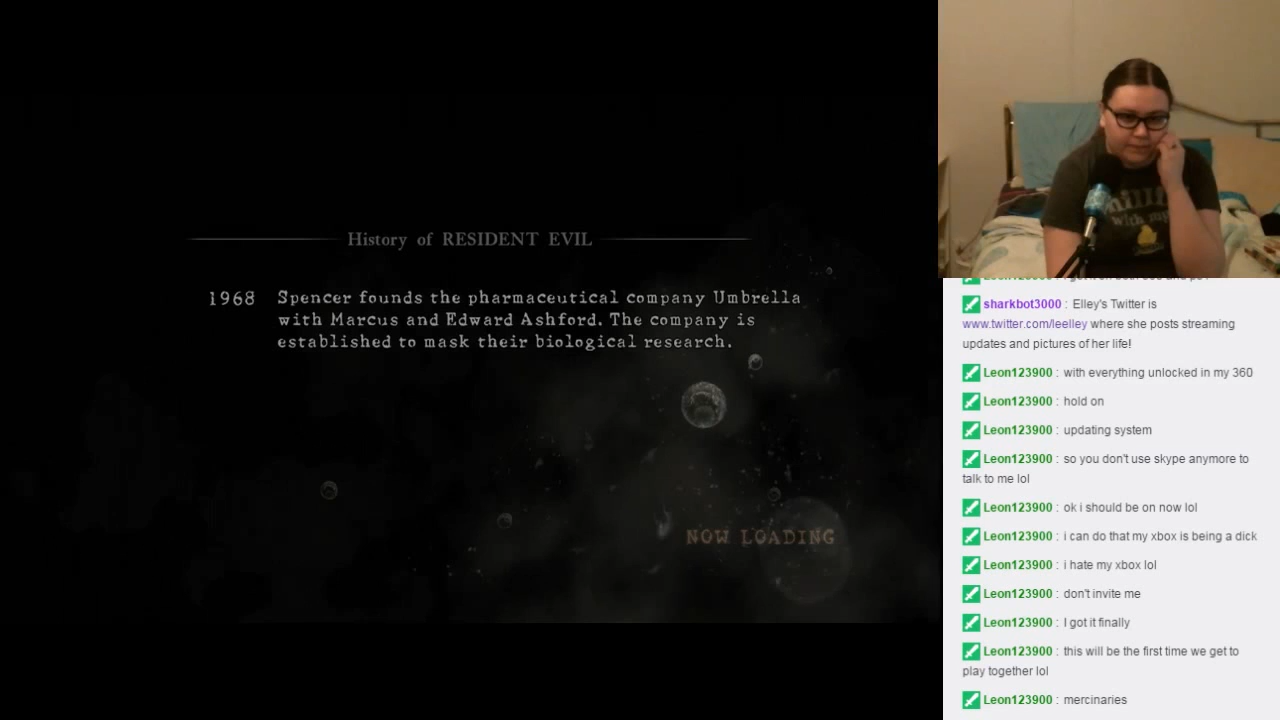 History of RESIDENT EVIL
1968 Spencer founds the pharmaceutical company Umbrella
with Marcus and Edward Ashford. The company is
established to mask their biological research.
NOW LOADING
with my
sharkbot3000 : Elley's Twitter is
www.twitter.com/leelley where she posts streaming
updates and pictures of her life!
Leon123900 : with everything unlocked in my 360
Leon123900 : hold on
Leon123900 : updating system
Leon123900 : so you don't use skype anymore to
talk to me lol
Leon123900 : ok i should be on now lol
Leon123900 : i can do that my xbox is being a dick
Leon123900 : i hate my xbox lol
Leon123900 : don't invite me
Leon123900 : I got it finally
Leon123900 : this will be the first time we get to
play together lol
Leon123900 : mercinaries